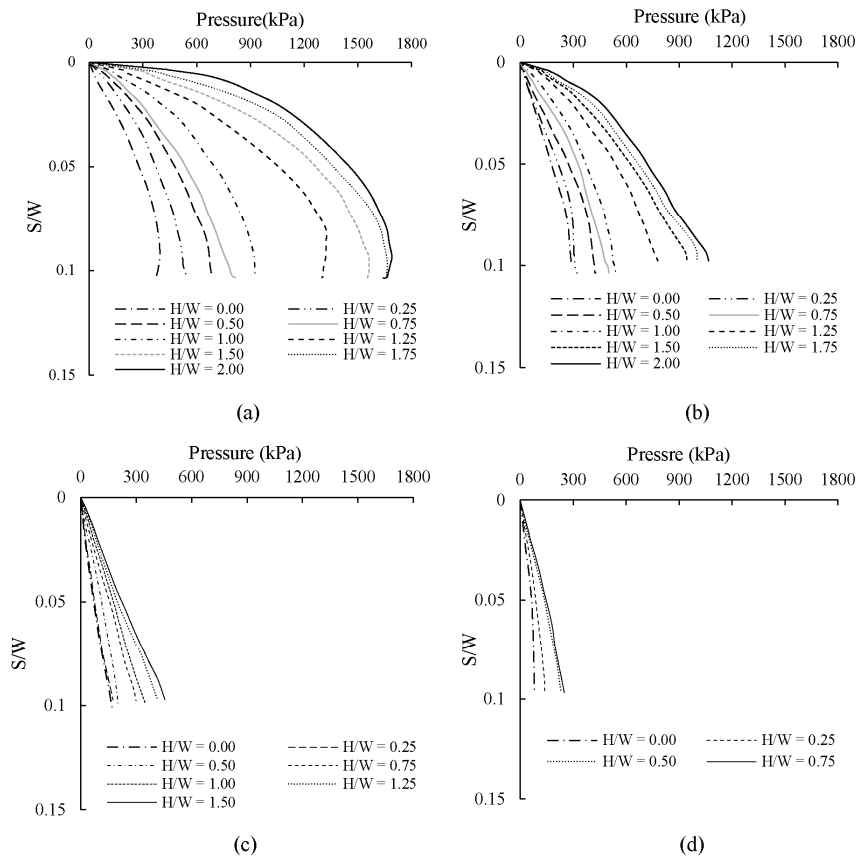 Pressure(kPa)
0 300 600 900 1200 1500 1800
0
0.05
0.1
0.15
S/W
H/W = 0.00 H/W = 0.25
H/W = 0.50 H/W = 0.75
H/W = 1.00 H/W = 1.25
H/W = 1.50 H/W = 1.75
H/W = 2.00
(a)
Pressure (kPa)
0 300 600 900 1200 1500 1800
0
0.05
0.1
0.15
S/W
H/W = 0.00 H/W = 0.25
H/W = 0.50 H/W = 0.75
H/W = 1.00 H/W = 1.25
H/W = 1.50 H/W = 1.75
H/W = 2.00
(b)
Pressure (kPa)
0 300 600 900 1200 1500 1800
0
0.05
0.1
0.15
S/W
H/W = 0.00 H/W = 0.25
H/W = 0.50 H/W = 0.75
H/W = 1.00 H/W = 1.25
H/W = 1.50
(c)
Pressre (kPa)
0 300 600 900 1200 1500 1800
0
0.05
0.1
0.15
S/W
H/W = 0.00 H/W = 0.25
H/W = 0.50 H/W = 0.75
(d)